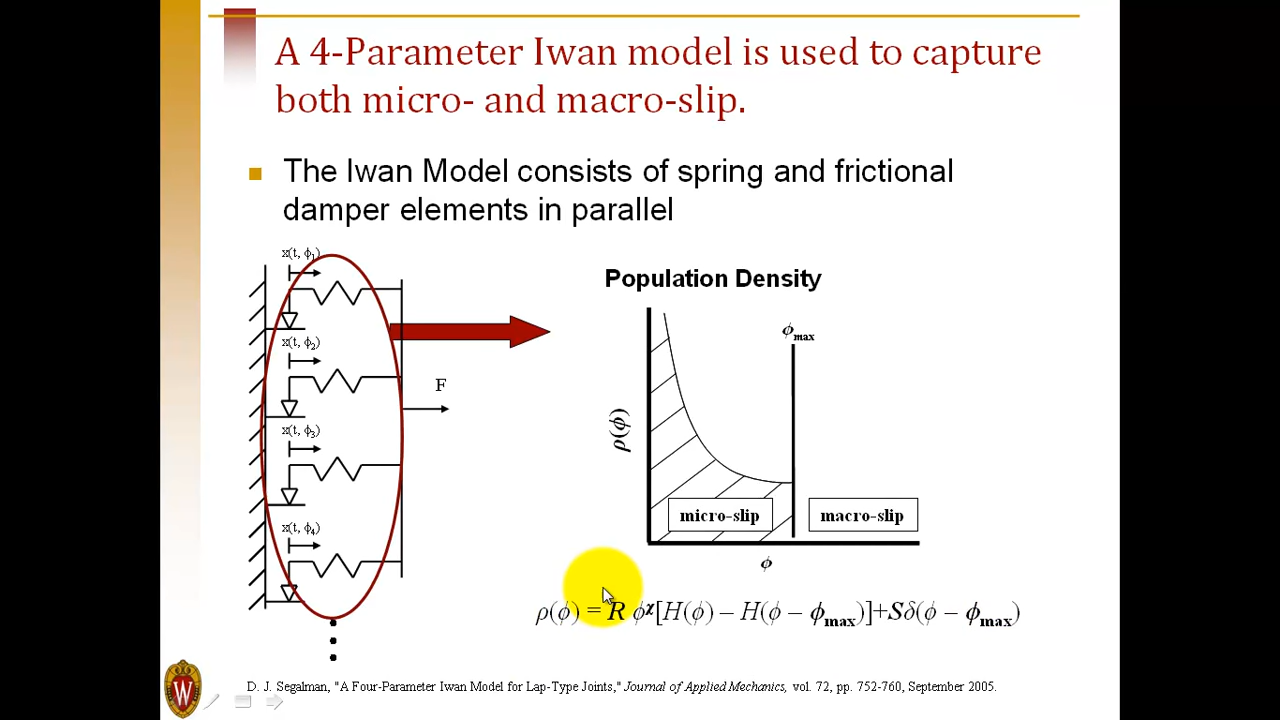 A 4-Parameter Iwan model is used to capture
both micro- and macro-slip.
The Iwan Model consists of spring and frictional
damper elements in parallel
x(t, ϕ₁)
x(t, ϕ₂)
x(t, ϕ₃)
x(t, ϕ₄)
F
Population Density
ϕmax
ρ(ϕ)
micro-slip
macro-slip
ϕ
ρ(ϕ) = R ϕ^χ[H(ϕ) – H(ϕ – ϕmax)]+Sδ(ϕ – ϕmax)
D. J. Segalman, "A Four-Parameter Iwan Model for Lap-Type Joints," Journal of Applied Mechanics, vol. 72, pp. 752-760, September 2005.
W